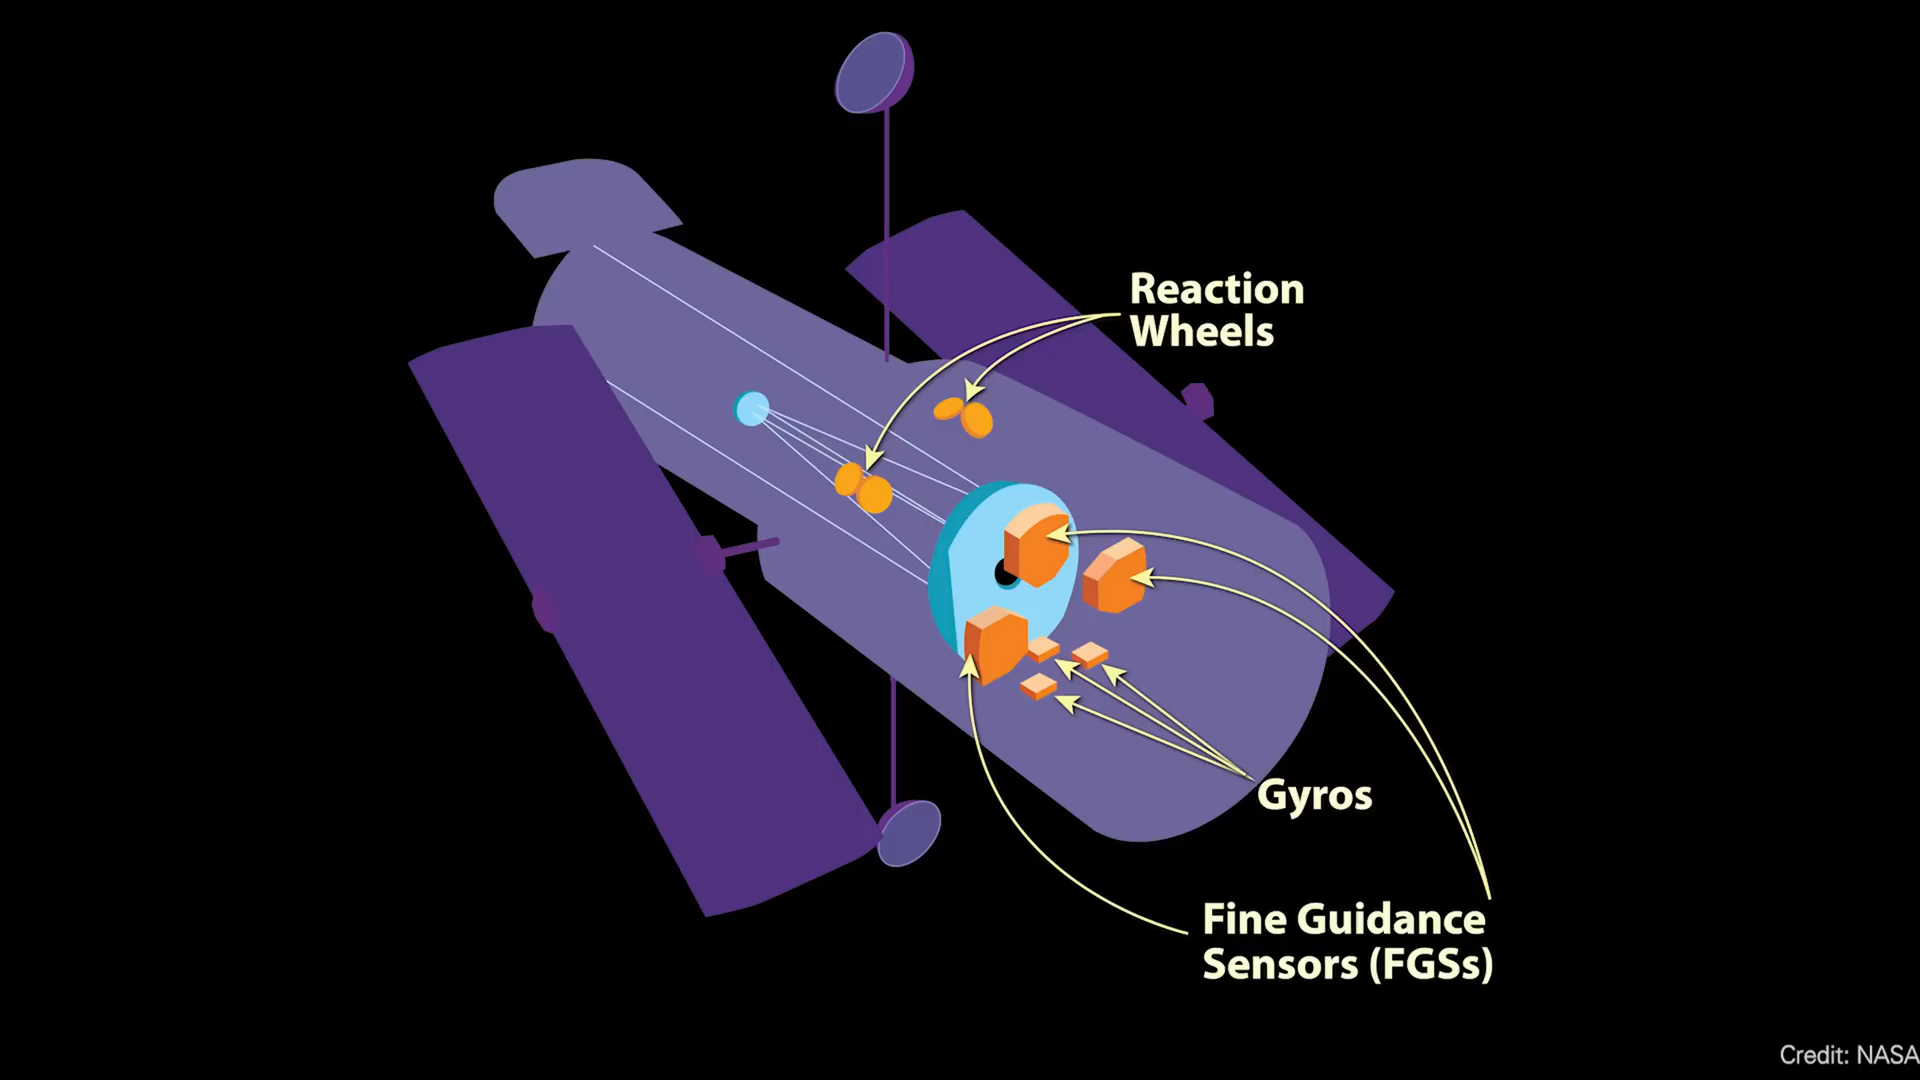 Reaction
Wheels
Gyros
Fine Guidance
Sensors (FGSs)
Credit: NASA